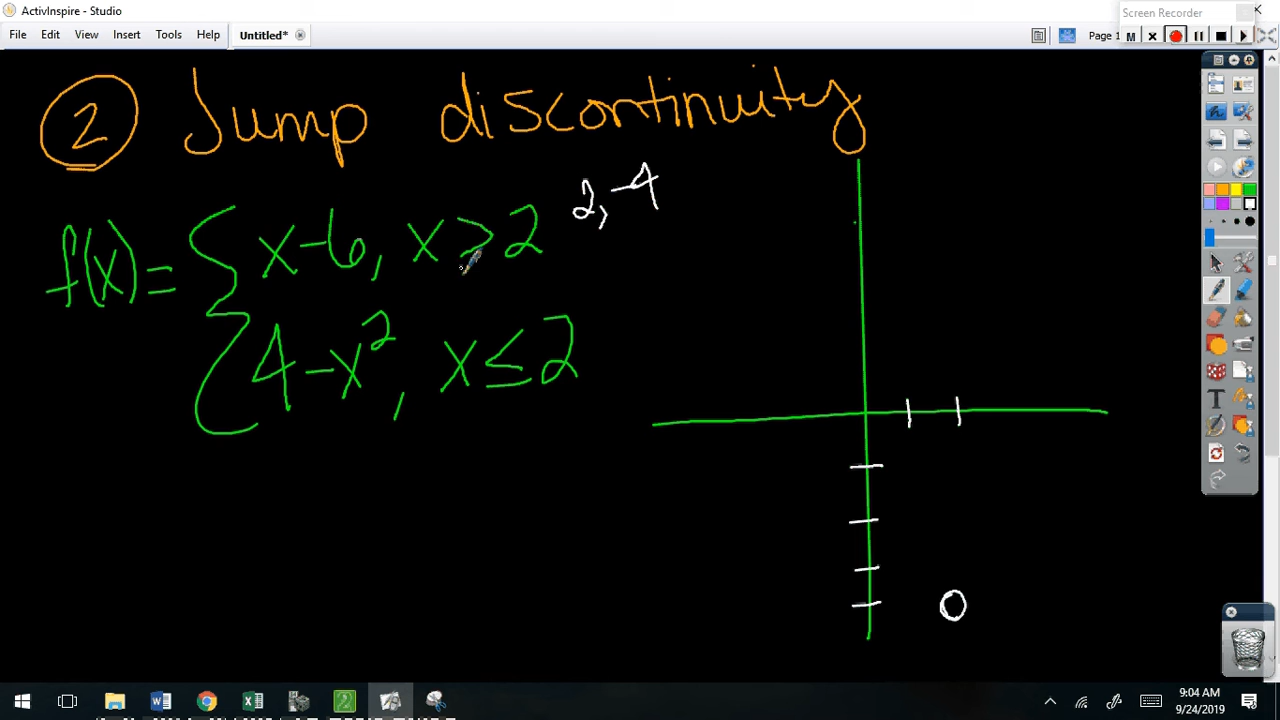 ActivInspire - Studio
Screen Recorder
File Edit View Insert Tools Help Untitled*
Page 1
M
② Jump discontinuity
2, -4
f(x) = { x-6, x>2
4-x², x≤2
9:04 AM
9/24/2019